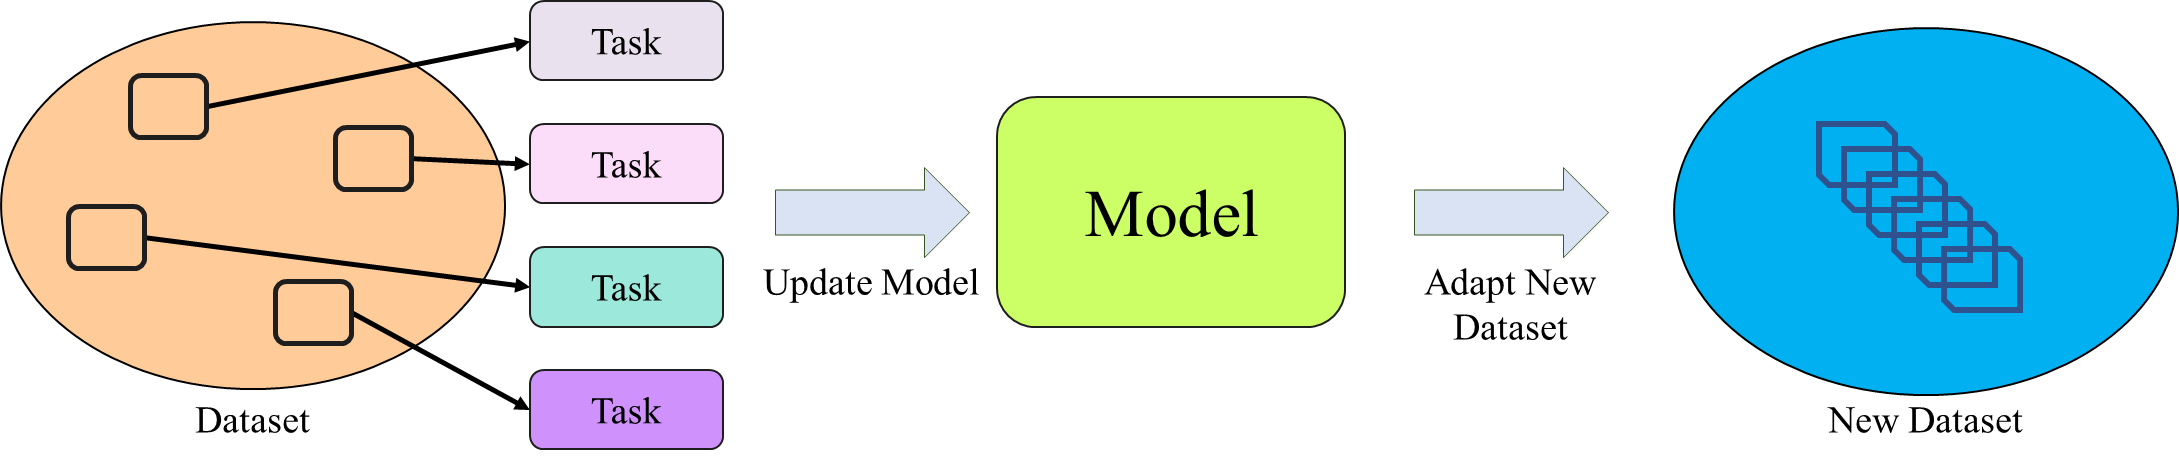 Task
Task
Task
Task
Dataset
Update Model
Model
Adapt New
Dataset
New Dataset